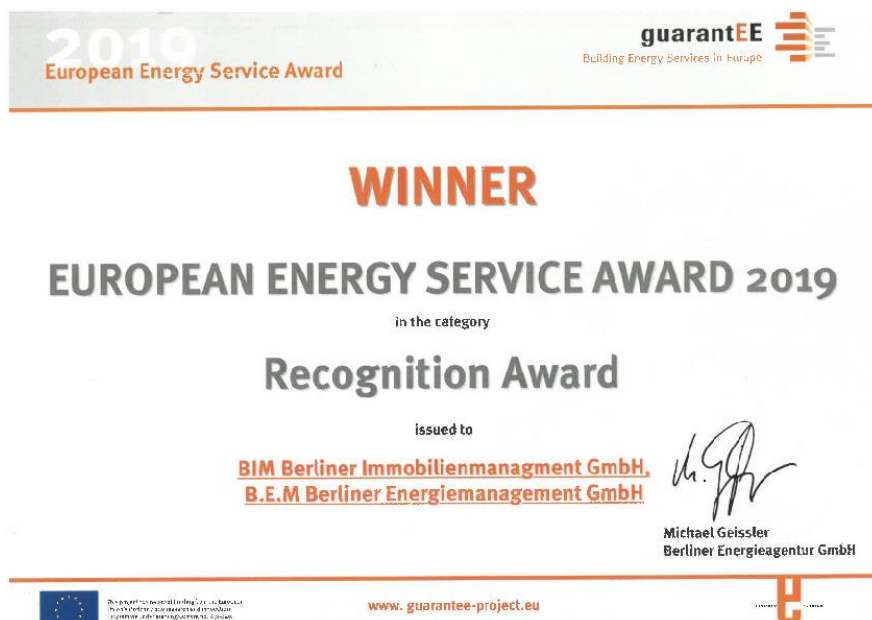 2019
European Energy Service Award
guarantEE
Building Energy Services in Europe
WINNER
EUROPEAN ENERGY SERVICE AWARD 2019
in the category
Recognition Award
issued to
BIM Berliner Immobilienmanagment GmbH,
B.E.M Berliner Energiemanagement GmbH
Michael Geissler
Berliner Energieagentur GmbH
www. guarantee-project.eu